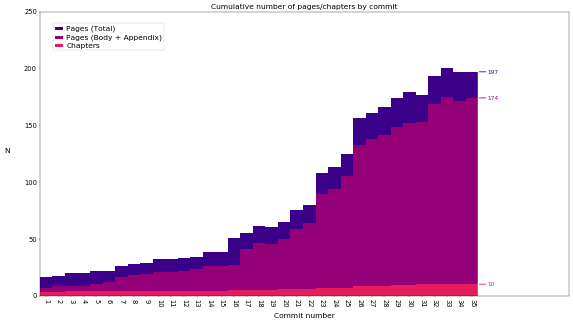 Cumulative number of pages/chapters by commit
250
200
150
100
50
0
N
Pages (Total)
Pages (Body + Appendix)
Chapters
197
174
10
1 2 3 4 5 6 7 8 9 10 11 12 13 14 15 16 17 18 19 20 21 22 23 24 25 26 27 28 29 30 31 32 33 34 35
Commit number